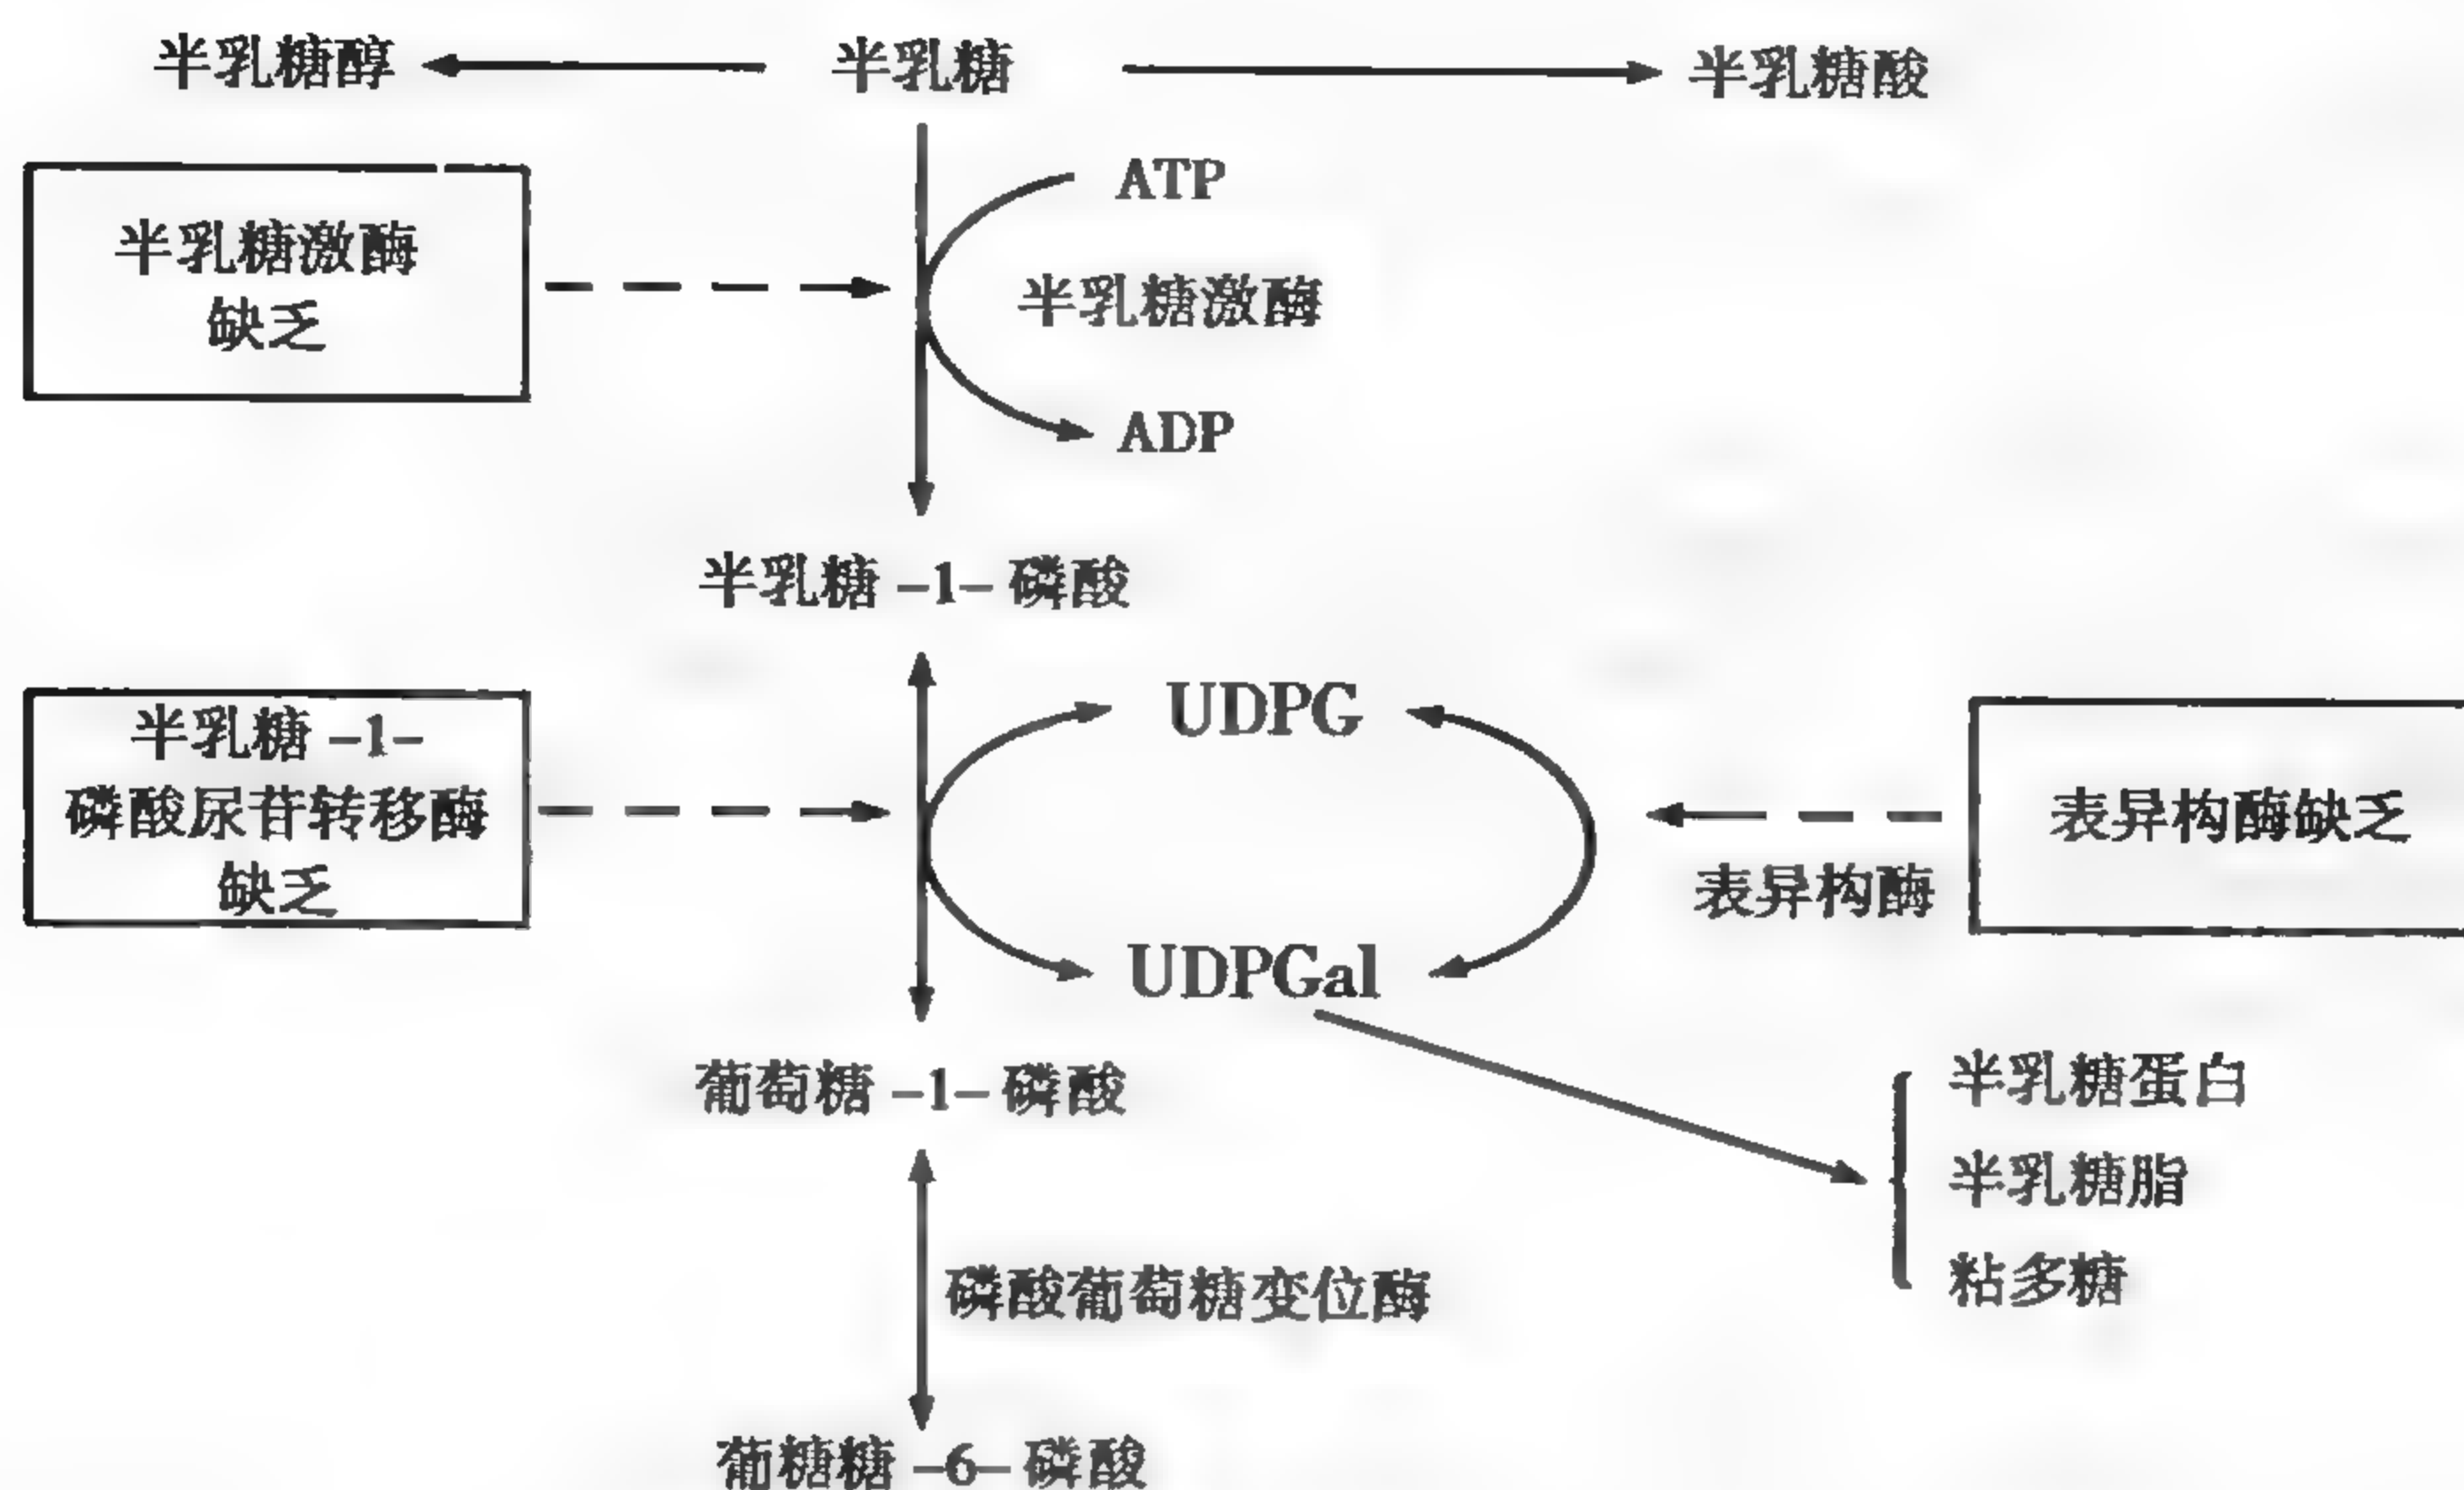 半乳糖醇
半乳糖
半乳糖酸
ATP
半乳糖激酶
缺乏
半乳糖激酶
ADP
半乳糖 –1– 磷酸
半乳糖 –1–
磷酸尿苷转移酶
缺乏
UDPG
表异构酶缺乏
表异构酶
UDPGal
葡萄糖 –1– 磷酸
半乳糖蛋白
半乳糖脂
粘多糖
磷酸葡萄糖变位酶
葡糖糖 –6– 磷酸